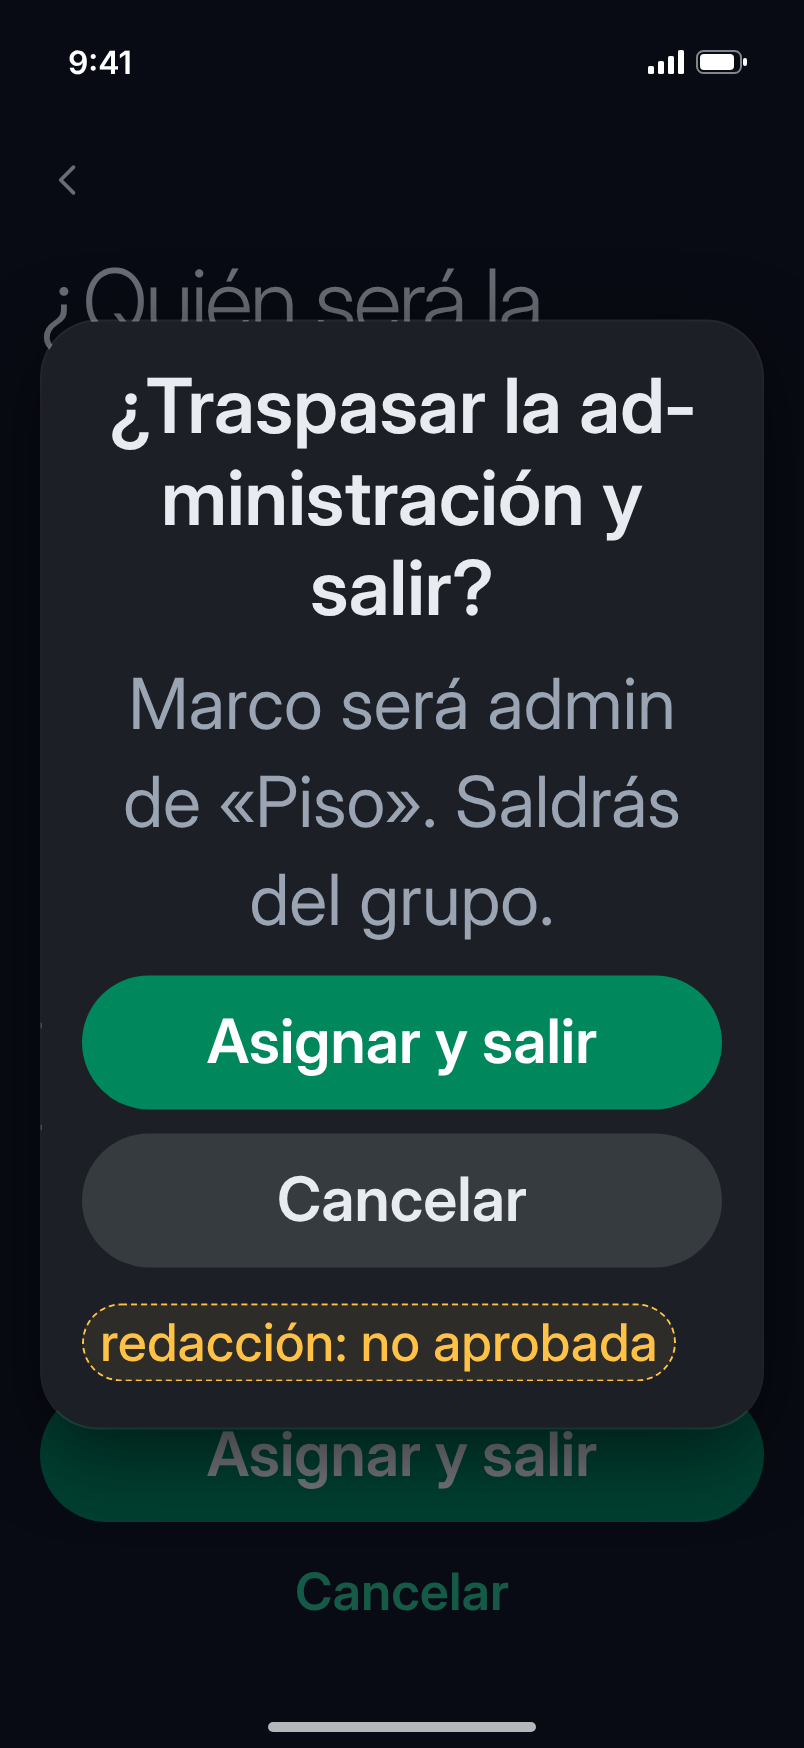 9:41
¿Quién será la
¿Traspasar la ad-
ministración y
salir?
Marco será admin
de «Piso». Saldrás
del grupo.
Asignar y salir
Cancelar
redacción: no aprobada
Asignar y salir
Cancelar